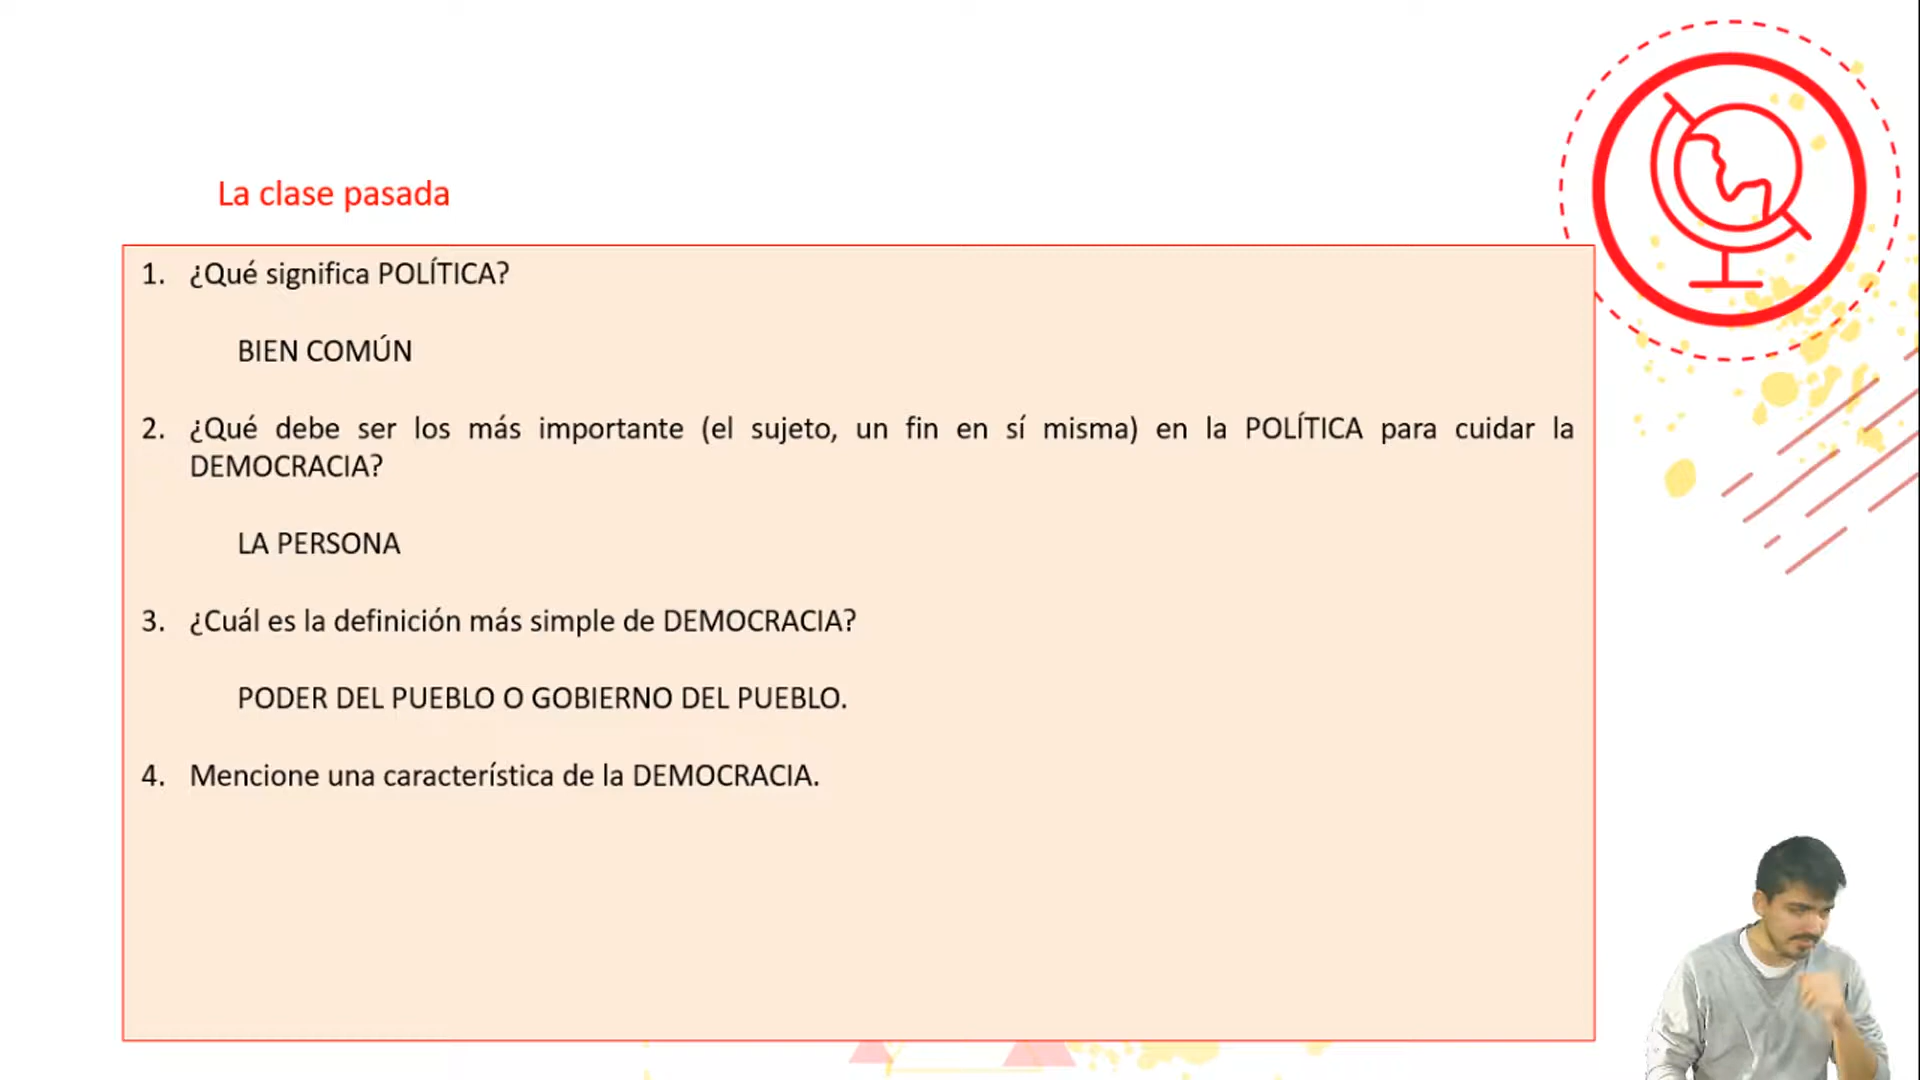 La clase pasada
1. ¿Qué significa POLÍTICA?
BIEN COMÚN
2. ¿Qué debe ser los más importante (el sujeto, un fin en sí misma) en la POLÍTICA para cuidar la
DEMOCRACIA?
LA PERSONA
3. ¿Cuál es la definición más simple de DEMOCRACIA?
PODER DEL PUEBLO O GOBIERNO DEL PUEBLO.
4. Mencione una característica de la DEMOCRACIA.